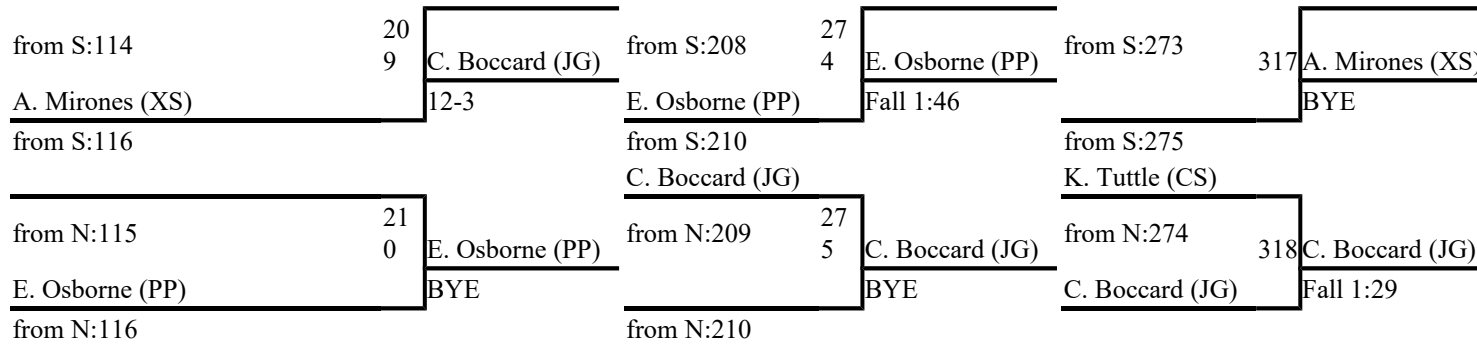 from S:114
20
9
C. Boccard (JG)
A. Mirones (XS)
12-3
from S:116
from N:115
21
0
E. Osborne (PP)
E. Osborne (PP)
BYE
from N:116
from S:208
27
4
E. Osborne (PP)
E. Osborne (PP)
Fall 1:46
from S:210
C. Boccard (JG)
from N:209
27
5
C. Boccard (JG)
BYE
from N:210
from S:273
317
A. Mirones (XS)
BYE
from S:275
K. Tuttle (CS)
from N:274
318
C. Boccard (JG)
C. Boccard (JG)
Fall 1:29